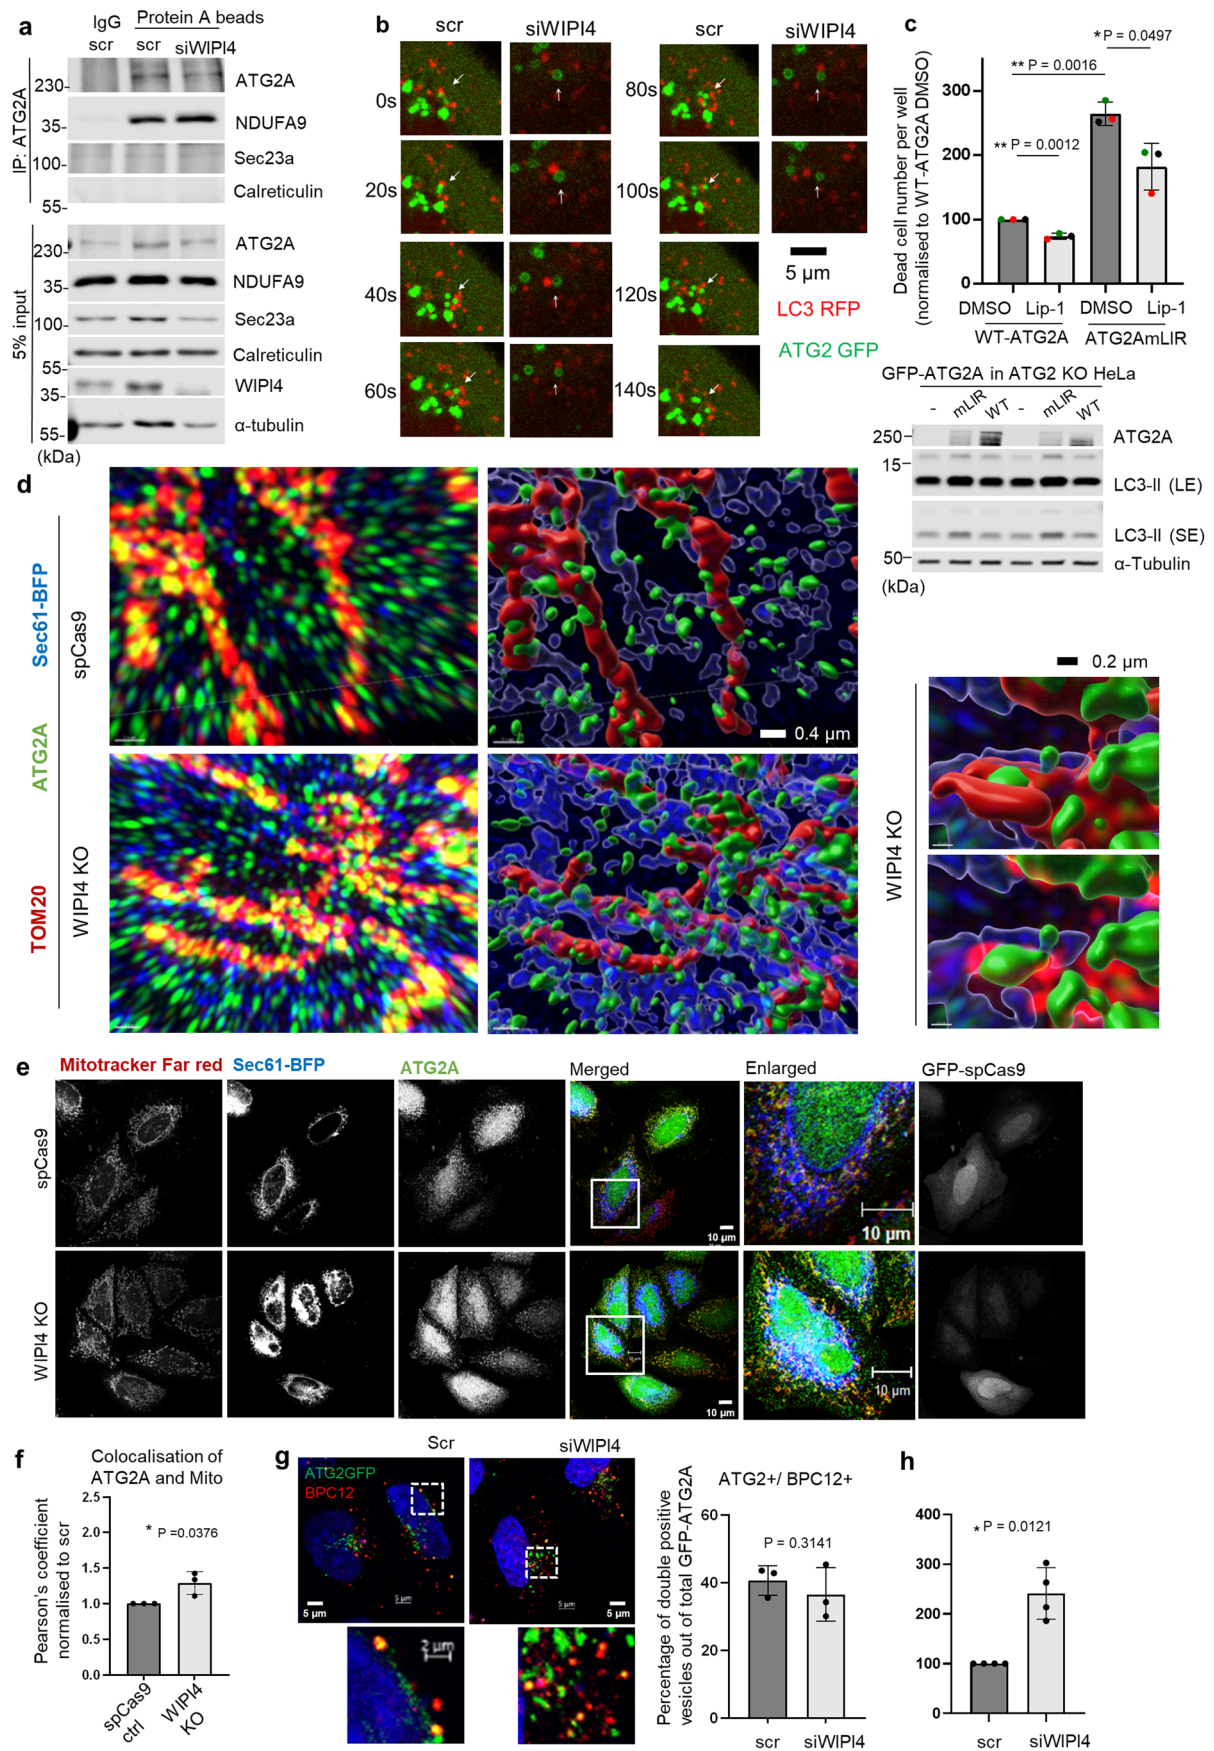 a
IgG
Protein A beads
scr
scr
siWIPI4
IP: ATG2A
230-
ATG2A
35-
NDUFA9
100-
Sec23a
Calreticulin
55-
5% input
230-
ATG2A
35-
NDUFA9
100-
Sec23a
Calreticulin
55-
35-
WIPI4
55-
α-tubulin
(kDa)
b
scr
siWIPI4
scr
siWIPI4
0s
80s
20s
100s
40s
120s
60s
140s
5 μm
LC3 RFP
ATG2 GFP
c
Dead cell number per well
(normalised to WT-ATG2A DMSO)
* P = 0.0497
** P = 0.0016
** P = 0.0012
300
200
100
0
DMSO
Lip-1
DMSO
Lip-1
WT-ATG2A
ATG2AmLIR
GFP-ATG2A in ATG2 KO HeLa
-
mLIR
WT
-
mLIR
WT
250-
ATG2A
15-
LC3-II (LE)
LC3-II (SE)
50-
α-Tubulin
(kDa)
d
Sec61-BFP
ATG2A
TOM20
spCas9
WIPI4 KO
0.4 μm
0.2 μm
WIPI4 KO
e
Mitotracker Far red
Sec61-BFP
ATG2A
Merged
Enlarged
GFP-spCas9
spCas9
10 μm
10 μm
WIPI4 KO
10 μm
10 μm
f
Colocalisation of
ATG2A and Mito
Pearson's coefficient
normalised to scr
2.5
2.0
1.5
1.0
0.5
0.0
* P =0.0376
spCas9
ctrl
WIPI4
KO
g
Scr
siWIPI4
ATG2GFP
BPC12
5 μm
5 μm
5 μm
5 μm
2 μm
ATG2+/ BPC12+
Percentage of double positive
vesicles out of total GFP-ATG2A
60
40
20
0
P = 0.3141
scr
siWIPI4
h
400
300
200
100
0
* P = 0.0121
scr
siWIPI4